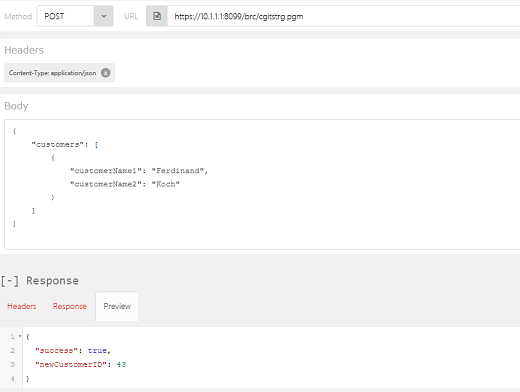 Method POST URL https://10.1.1.1:8099/brc/cgitstrg.pgm
Headers
Content-Type: application/json
Body
{
"customers": [
{
"customerName1": "Ferdinand",
"customerName2": "Koch"
}
]
}
[-] Response
Headers Response Preview
1 {
2 "success": true,
3 "newCustomerID": 43
4 }